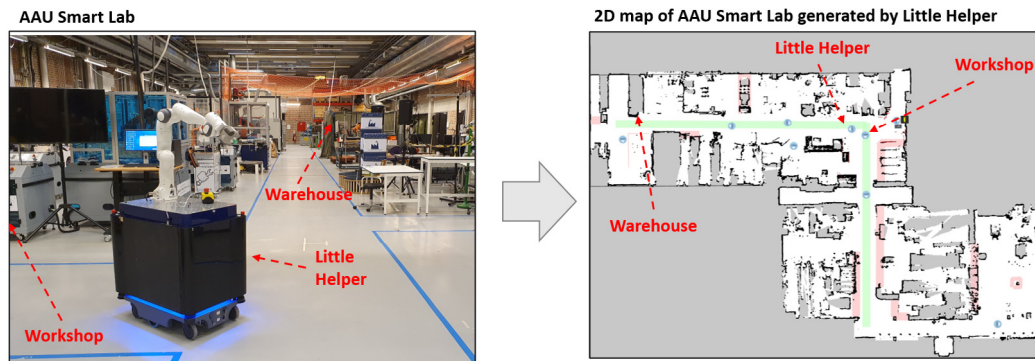 AAU Smart Lab
2D map of AAU Smart Lab generated by Little Helper
Warehouse
Little
Helper
Workshop
Little Helper
Workshop
Warehouse